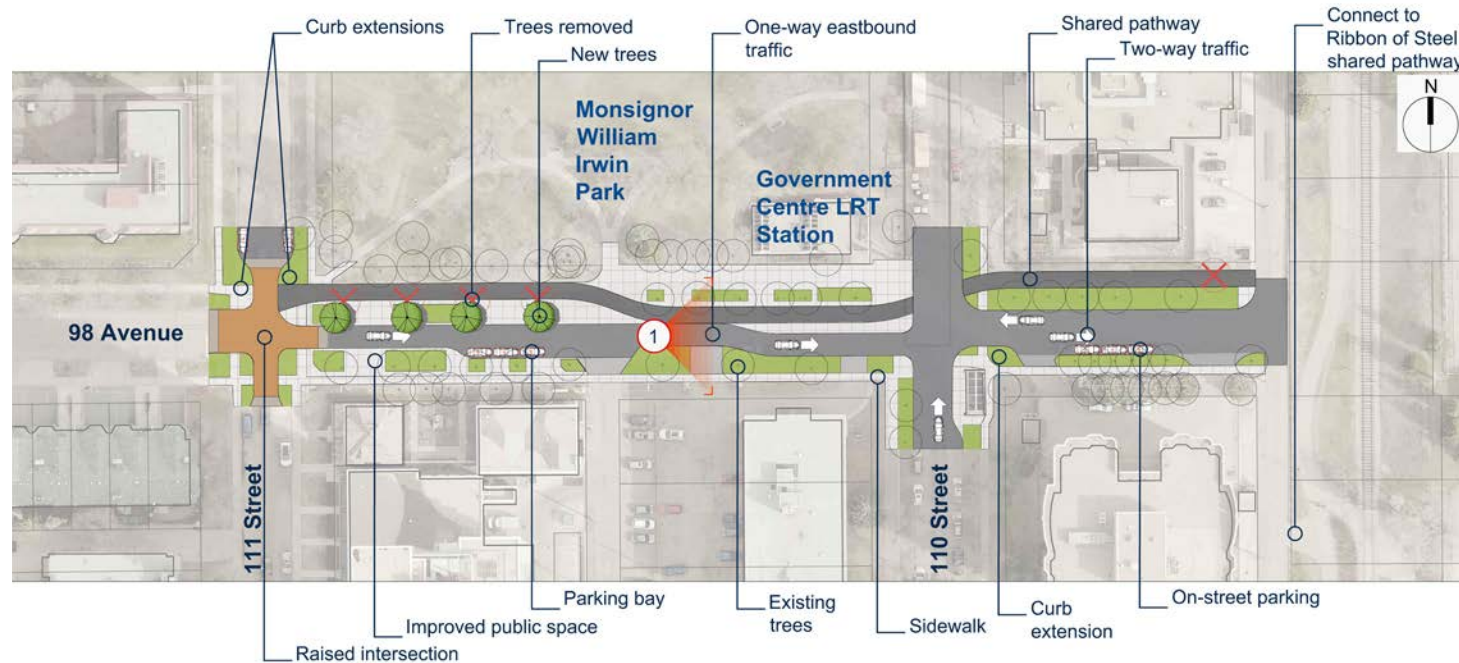 Curb extensions
Trees removed
New trees
One-way eastbound
traffic
Shared pathway
Two-way traffic
Connect to
Ribbon of Steel
shared pathway
N
Monsignor
William
Irwin
Park
Government
Centre LRT
Station
98 Avenue
1
111 Street
110 Street
Parking bay
Improved public space
Raised intersection
Existing
trees
Sidewalk
Curb
extension
On-street parking